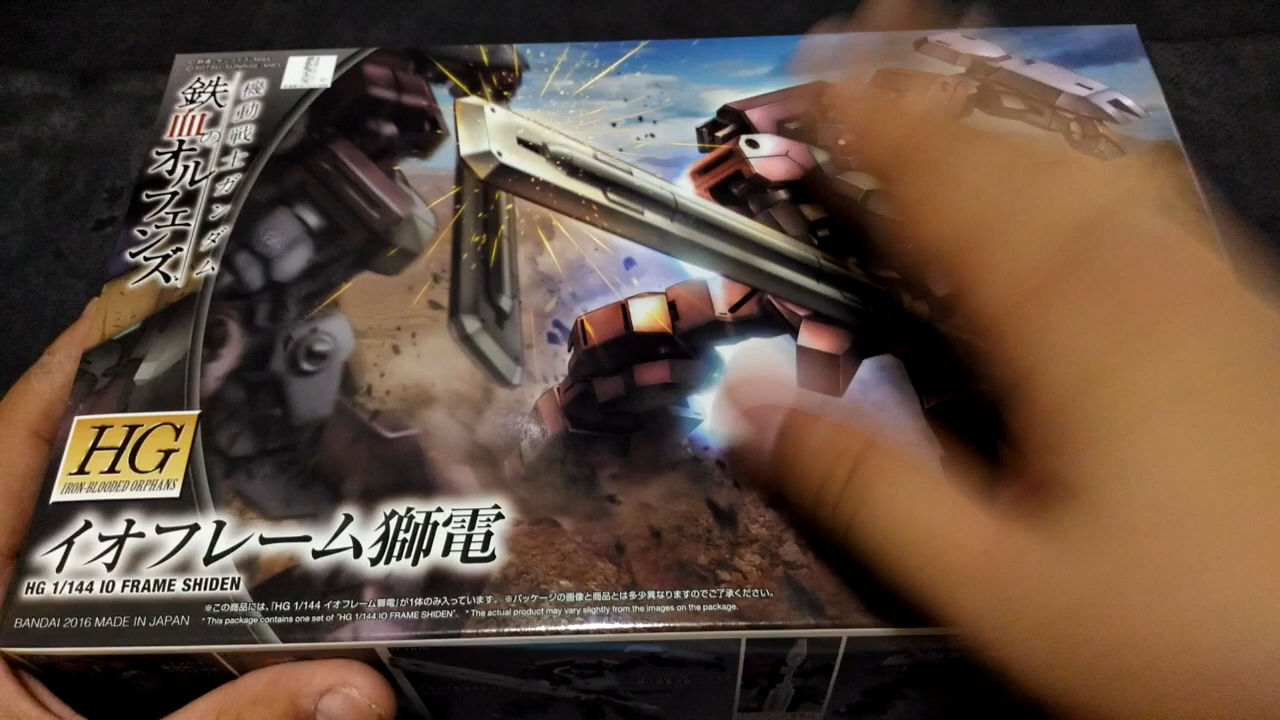 ©SOTSU・SUNRISE・MBS
機動戦士ガンダム
鉄血のオルフェンズ
HG
IRON-BLOODED ORPHANS
イオフレーム獅電
HG 1/144 IO FRAME SHIDEN
※この商品には、「HG 1/144 イオフレーム獅電」が1体のみ入っています。 ※パッケージの画像と商品とは多少異なりますのでご了承ください。
BANDAI 2016 MADE IN JAPAN
* This package contains one set of "HG 1/144 IO FRAME SHIDEN". * The actual product may vary slightly from the images on the package.